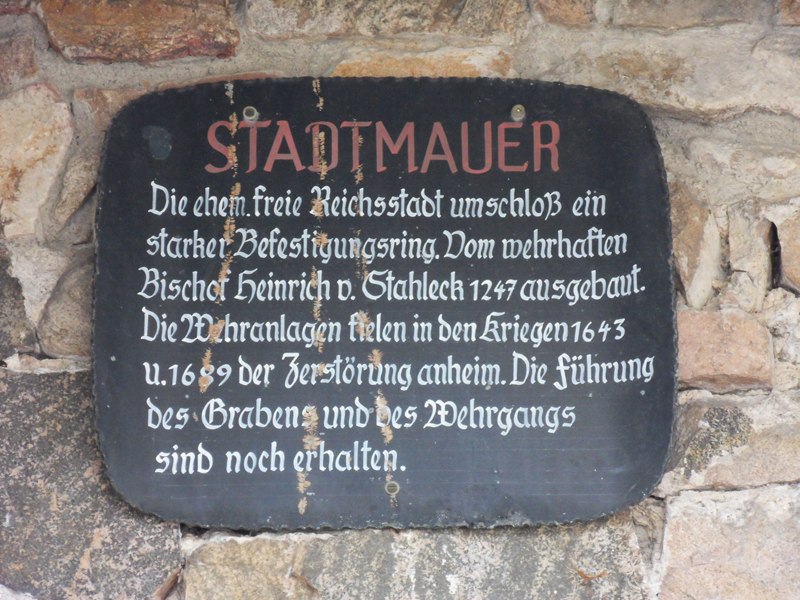 STADTMAUER
Die ehem. freie Reichsstadt umschloß ein
starker Befestigungsring. Vom wehrhaften
Bischof Heinrich v. Stahleck 1247 ausgebaut.
Die Wehranlagen fielen in den Kriegen 1643
u. 1689 der Zerstörung anheim. Die Führung
des Grabens und des Wehrgangs
sind noch erhalten.